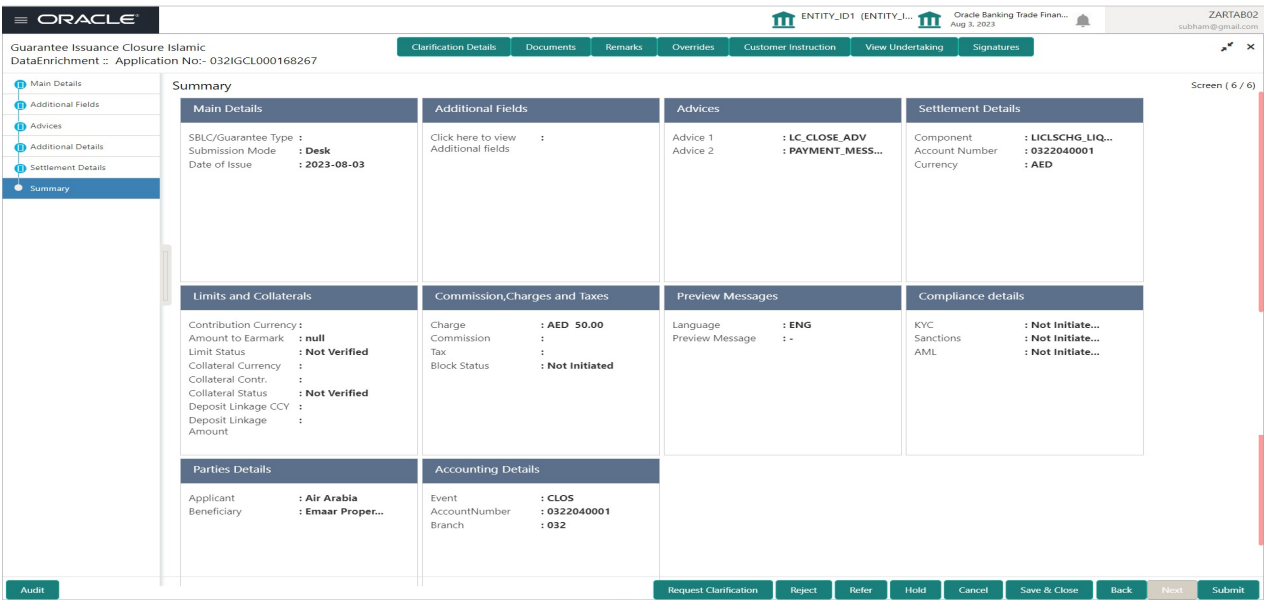 ORACLE
ENTITY_ID1 (ENTITY_I...
Oracle Banking Trade Finan...
Aug 3, 2023
ZARTAB02
subham@gmail.com
Guarantee Issuance Closure Islamic
DataEnrichment :: Application No:- 032IGCL000168267
Clarification Details
Documents
Remarks
Overrides
Customer Instruction
View Undertaking
Signatures
Main Details
Additional Fields
Advices
Additional Details
Settlement Details
Summary
Summary
Screen ( 6 / 6)
Main Details
SBLC/Guarantee Type :
Submission Mode : Desk
Date of Issue : 2023-08-03
Additional Fields
Click here to view :
Additional fields
Advices
Advice 1 : LC_CLOSE_ADV
Advice 2 : PAYMENT_MESS...
Settlement Details
Component : LICLSCHG_LIQ...
Account Number : 0322040001
Currency : AED
Limits and Collaterals
Contribution Currency :
Amount to Earmark : null
Limit Status : Not Verified
Collateral Currency :
Collateral Contr. :
Collateral Status : Not Verified
Deposit Linkage CCY :
Deposit Linkage :
Amount
Commission,Charges and Taxes
Charge : AED 50.00
Commission :
Tax :
Block Status : Not Initiated
Preview Messages
Language : ENG
Preview Message : -
Compliance details
KYC : Not Initiate...
Sanctions : Not Initiate...
AML : Not Initiate...
Parties Details
Applicant : Air Arabia
Beneficiary : Emaar Proper...
Accounting Details
Event : CLOS
AccountNumber : 0322040001
Branch : 032
Audit
Request Clarification
Reject
Refer
Hold
Cancel
Save & Close
Back
Next
Submit